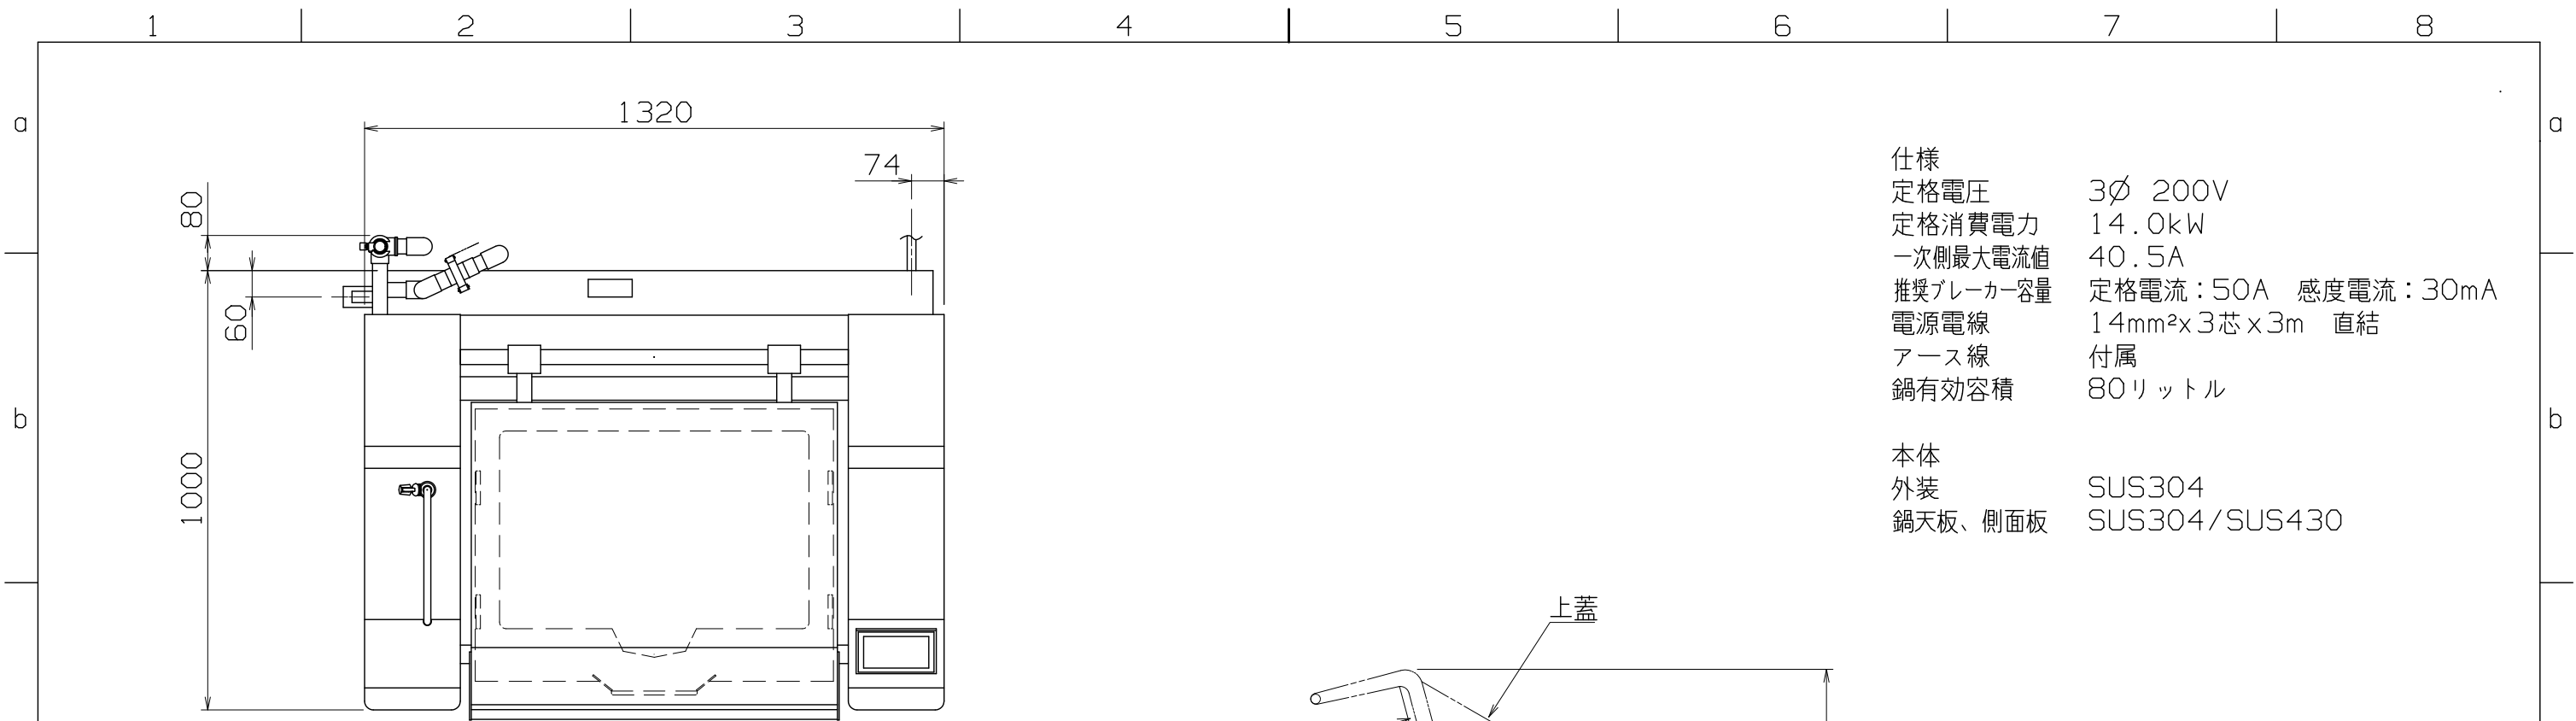 1 2 3 4 5 6 7 8
a a
1320
74
80
60
1000
b b
仕様
定格電圧 3Ø 200V
定格消費電力 14.0kW
一次側最大電流値 40.5A
推奨ブレーカー容量 定格電流：50A 感度電流：30mA
電源電線 14mm²x3芯x3m 直結
アース線 付属
鍋有効容積 80リットル
本体
外装 SUS304
鍋天板、側面板 SUS304/SUS430
上蓋